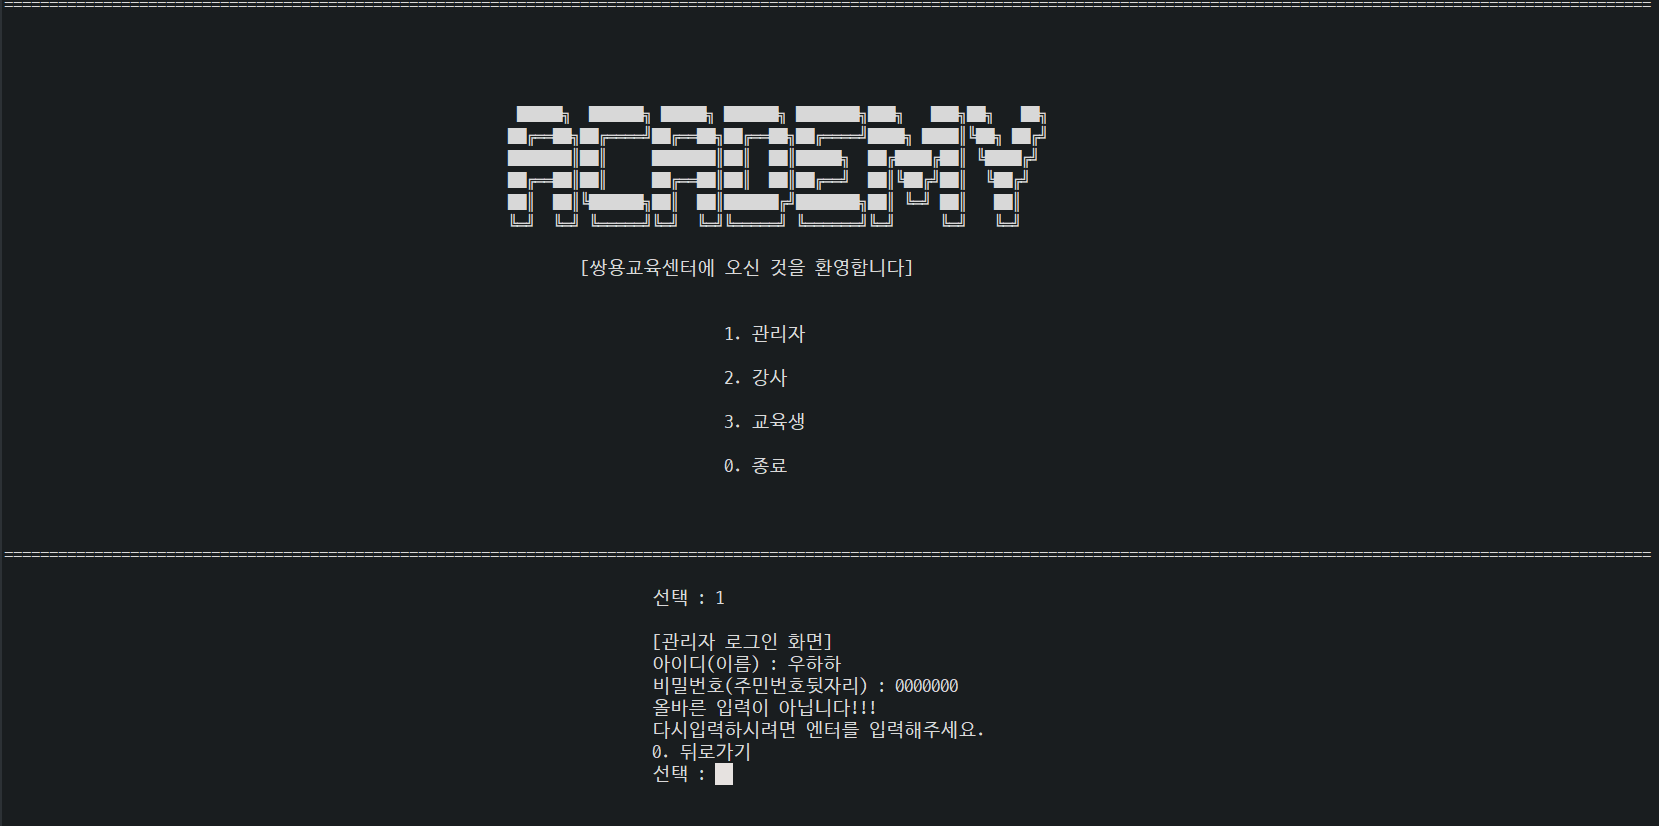 ACADEMY
[쌍용교육센터에 오신 것을 환영합니다]
1. 관리자
2. 강사
3. 교육생
0. 종료
선택 : 1
[관리자 로그인 화면]
아이디(이름) : 우하하
비밀번호(주민번호뒷자리) : 0000000
올바른 입력이 아닙니다!!!
다시입력하시려면 엔터를 입력해주세요.
0. 뒤로가기
선택 :